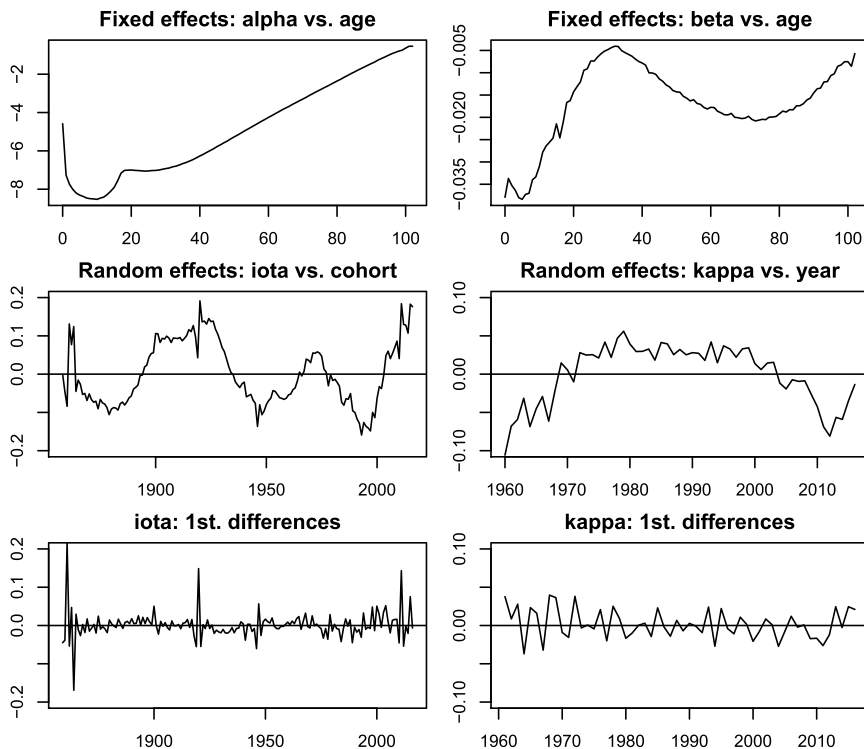 Fixed effects: alpha vs. age
-2
-4
-6
-8
0 20 40 60 80 100
Fixed effects: beta vs. age
-0.005
-0.020
-0.035
0 20 40 60 80 100
Random effects: iota vs. cohort
0.2
0.1
0.0
-0.2
1900 1950 2000
Random effects: kappa vs. year
0.10
0.00
-0.10
1960 1970 1980 1990 2000 2010
iota: 1st. differences
0.2
0.1
0.0
-0.2
1900 1950 2000
kappa: 1st. differences
0.10
0.00
-0.10
1960 1970 1980 1990 2000 2010